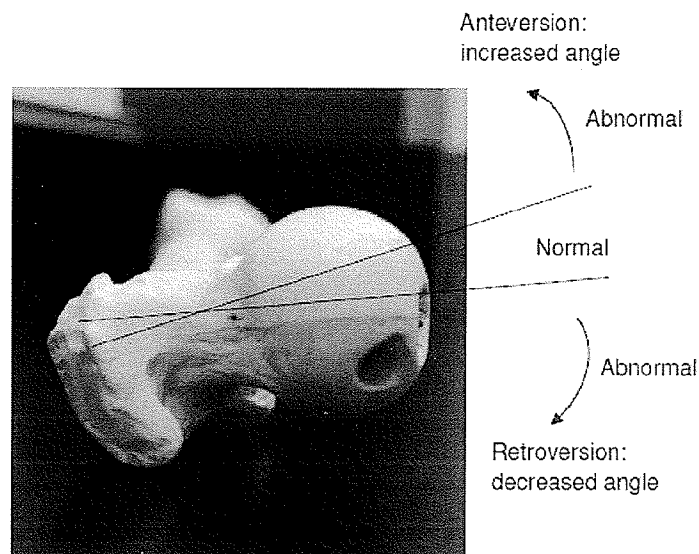 Anteversion:
increased angle
Abnormal
Normal
Abnormal
Retroversion:
decreased angle